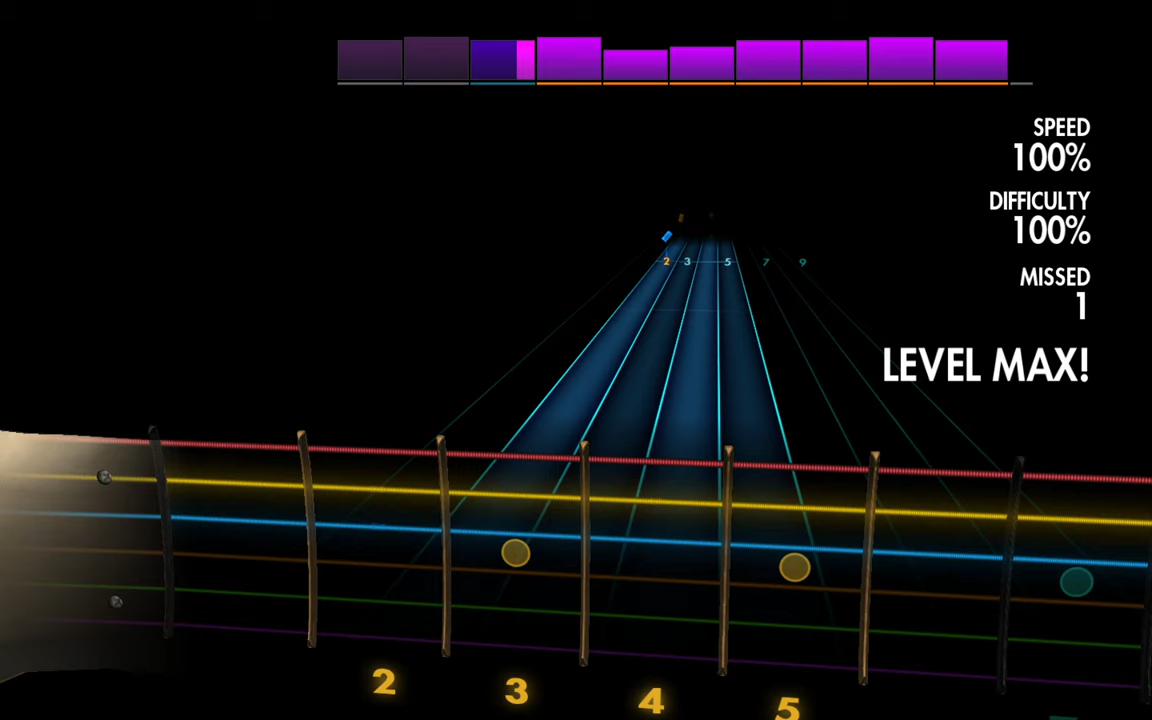 SPEED
100%
DIFFICULTY
100%
MISSED
1
LEVEL MAX!
2 3 5 7 9
2 3 4 5